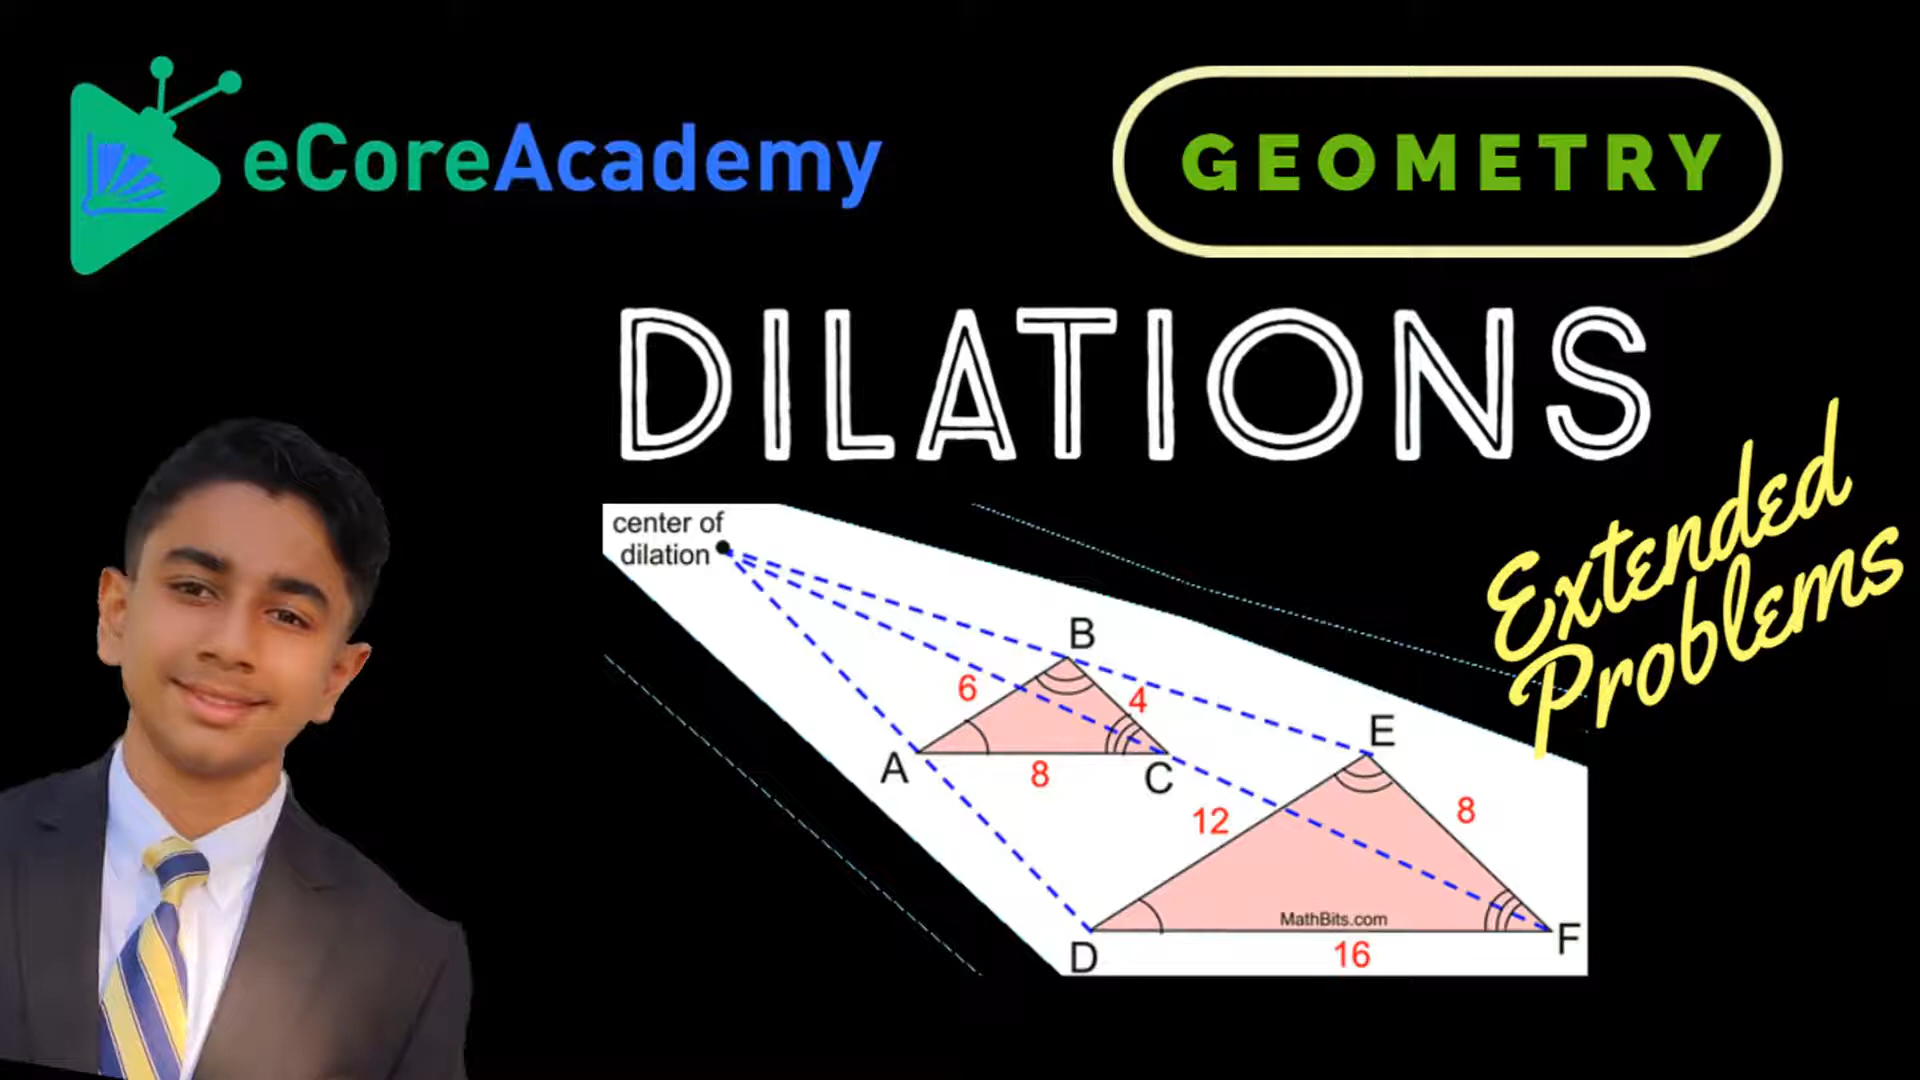 eCoreAcademy
GEOMETRY
DILATIONS
Extended
Problems
center of
dilation
B
6
4
A
8
C
E
12
8
MathBits.com
D
16
F